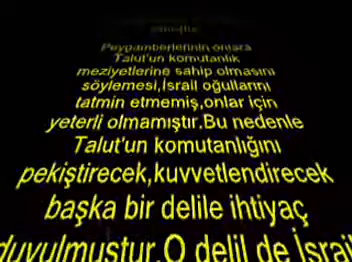 Peygamberlerinin onlara
Talut'un komutanlık
meziyetlerine sahip olmasını
söylemesi,İsrail oğullarını
tatmin etmemiş,onlar için
yeterli olmamıştır,Bu nedenle
Talut'un komutanlığını
pekiştirecek,kuvvetlendirecek
başka bir delile ihtiyaç
duyulmuştur.O delil de İsrail